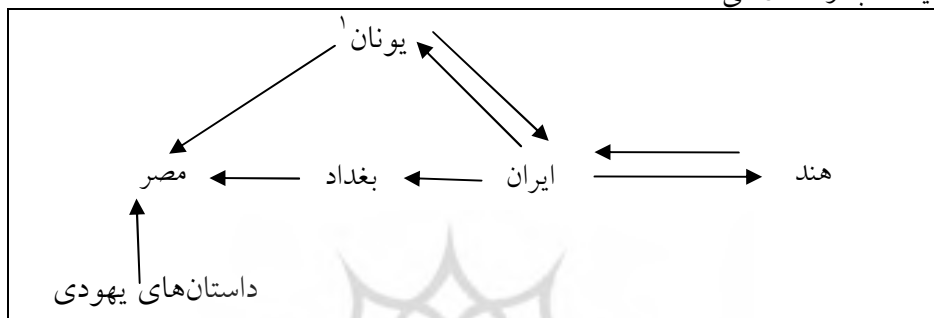 یونان۱
هند ایران بغداد مصر
داستان‌های یهودی